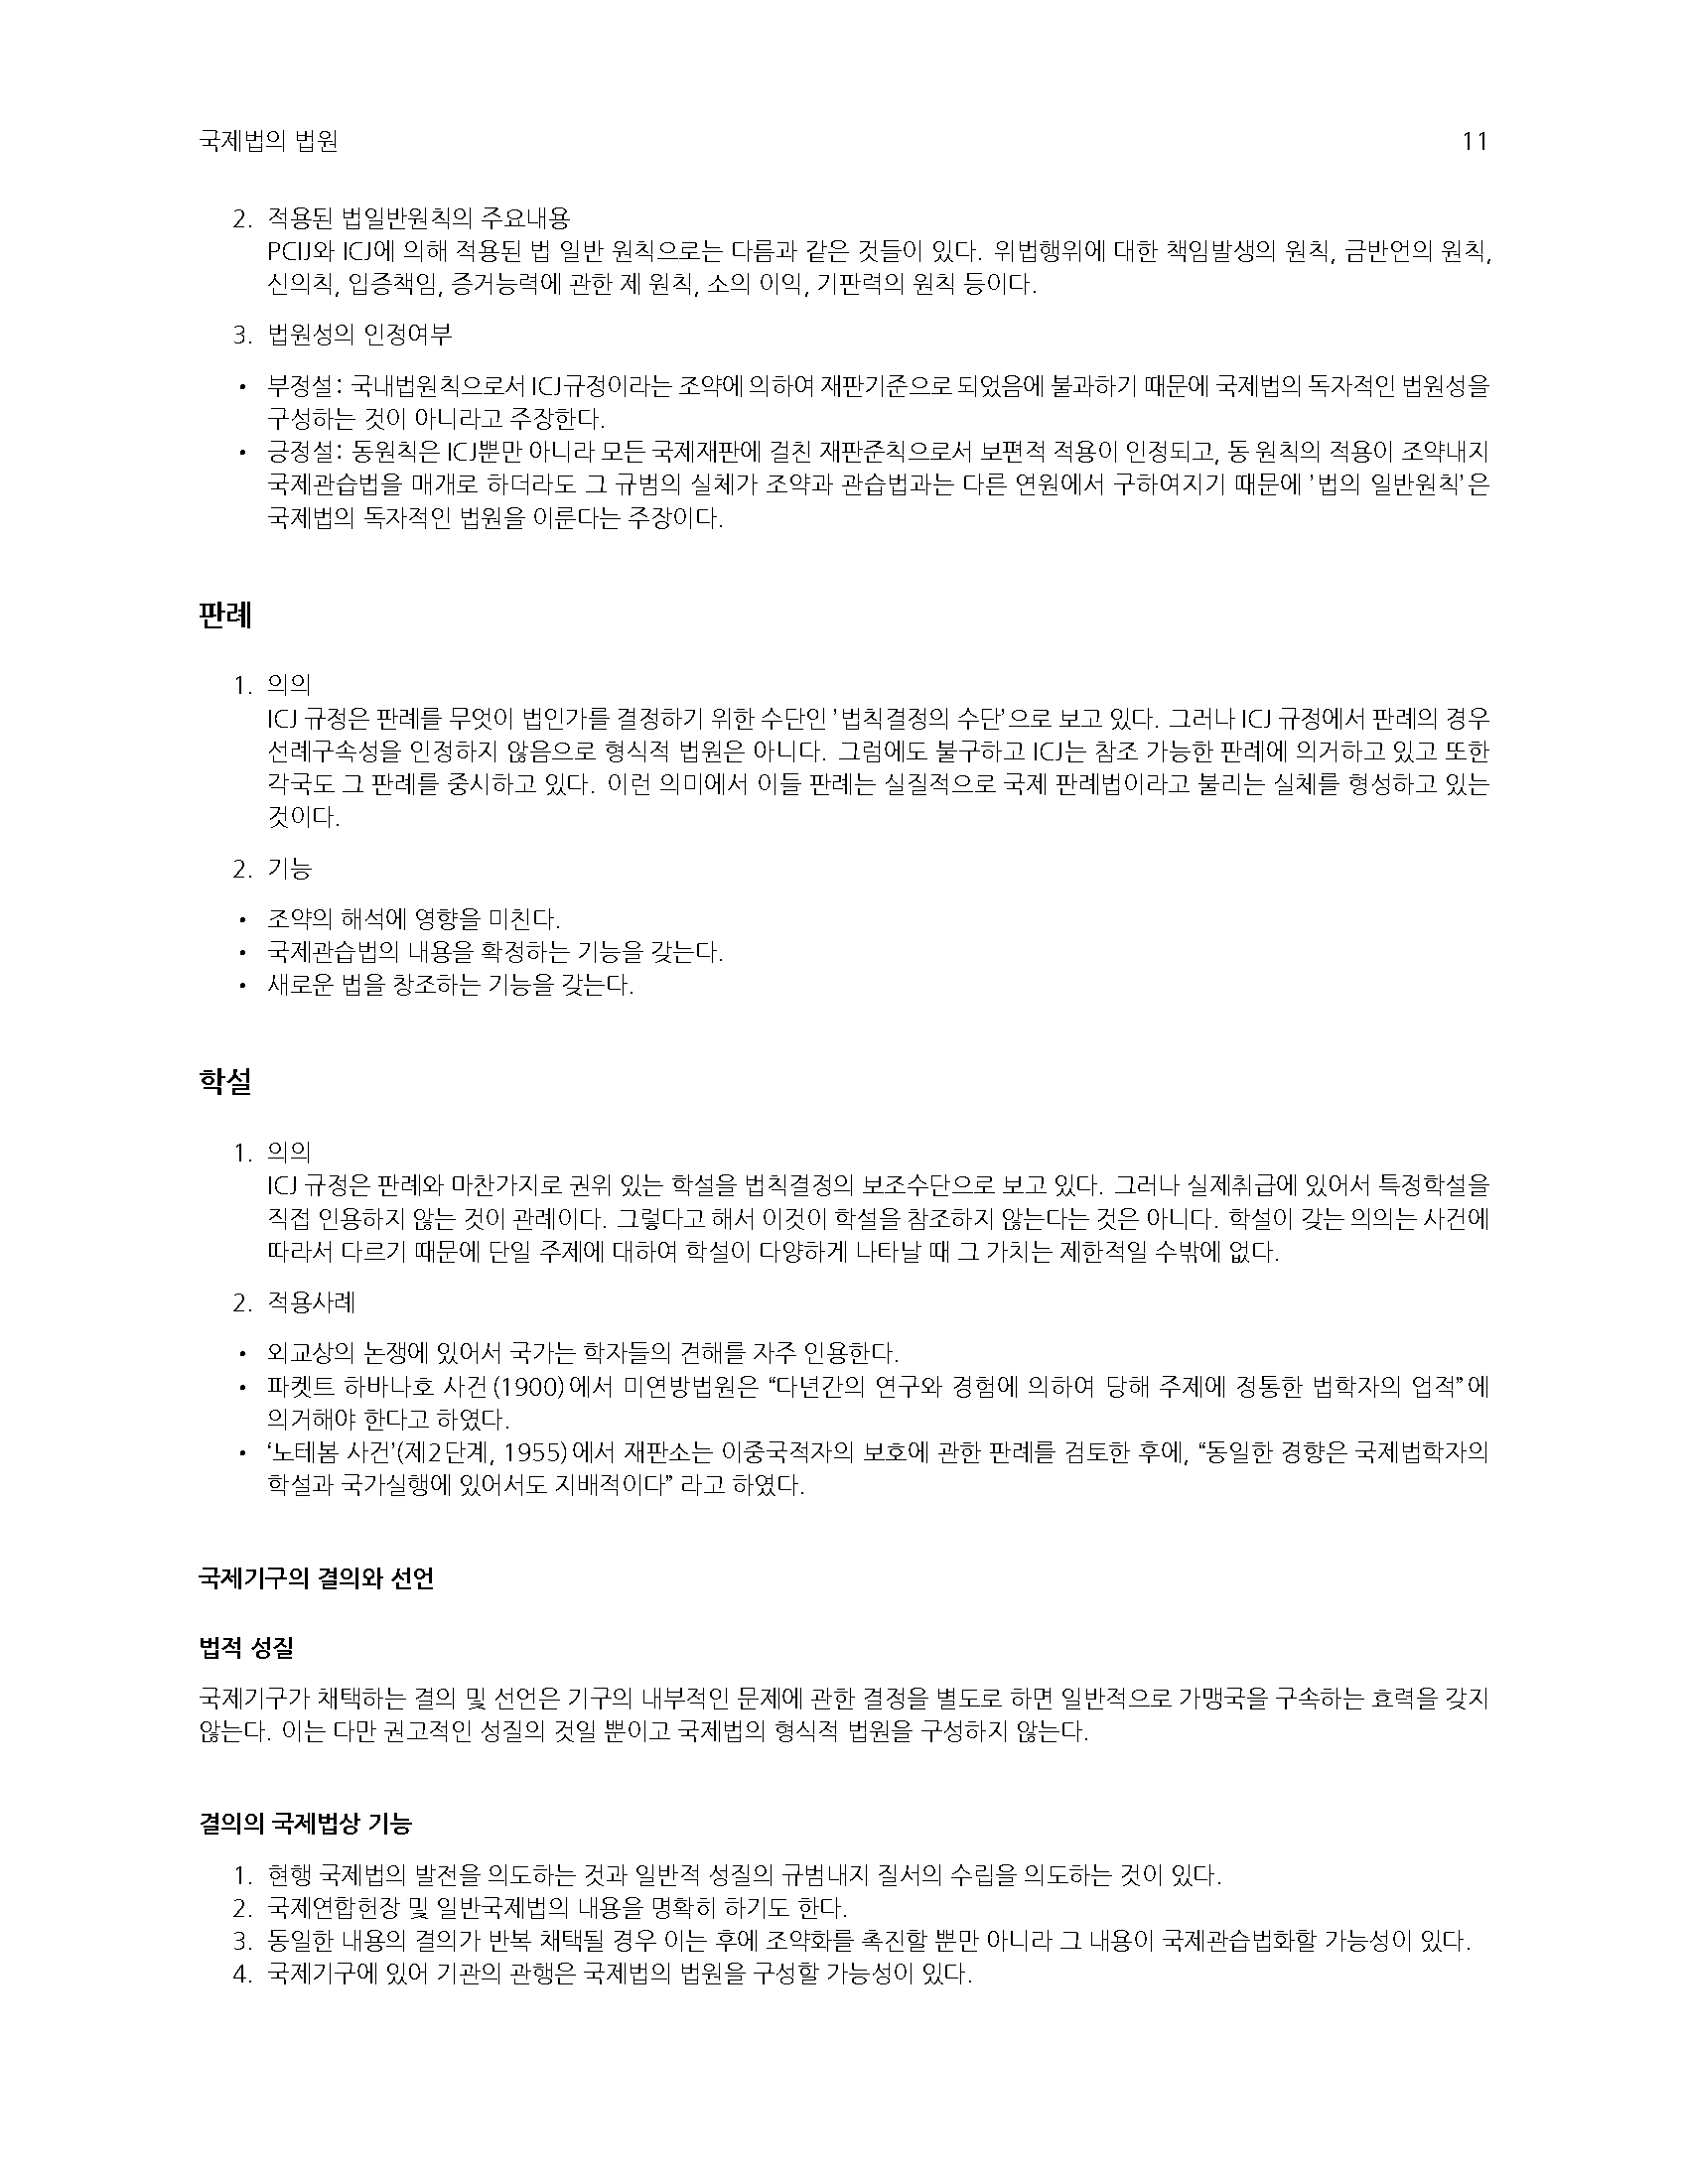 국제법의 법원 11
2. 적용된 법일반원칙의 주요내용
PCIJ와 ICJ에 의해 적용된 법 일반 원칙으로는 다름과 같은 것들이 있다. 위법행위에 대한 책임발생의 원칙, 금반언의 원칙,
신의칙, 입증책임, 증거능력에 관한 제 원칙, 소의 이익, 기판력의 원칙 등이다.
3. 법원성의 인정여부
• 부정설: 국내법원칙으로서 ICJ규정이라는 조약에 의하여 재판기준으로 되었음에 불과하기 때문에 국제법의 독자적인 법원성을
구성하는 것이 아니라고 주장한다.
• 긍정설: 동원칙은 ICJ뿐만 아니라 모든 국제재판에 걸친 재판준칙으로서 보편적 적용이 인정되고, 동 원칙의 적용이 조약내지
국제관습법을 매개로 하더라도 그 규범의 실체가 조약과 관습법과는 다른 연원에서 구하여지기 때문에 ’법의 일반원칙’은
국제법의 독자적인 법원을 이룬다는 주장이다.
판례
1. 의의
ICJ 규정은 판례를 무엇이 법인가를 결정하기 위한 수단인 ’법칙결정의 수단’으로 보고 있다. 그러나 ICJ 규정에서 판례의 경우
선례구속성을 인정하지 않음으로 형식적 법원은 아니다. 그럼에도 불구하고 ICJ는 참조 가능한 판례에 의거하고 있고 또한
각국도 그 판례를 중시하고 있다. 이런 의미에서 이들 판례는 실질적으로 국제 판례법이라고 불리는 실체를 형성하고 있는
것이다.
2. 기능
• 조약의 해석에 영향을 미친다.
• 국제관습법의 내용을 확정하는 기능을 갖는다.
• 새로운 법을 창조하는 기능을 갖는다.
학설
1. 의의
ICJ 규정은 판례와 마찬가지로 권위 있는 학설을 법칙결정의 보조수단으로 보고 있다. 그러나 실제취급에 있어서 특정학설을
직접 인용하지 않는 것이 관례이다. 그렇다고 해서 이것이 학설을 참조하지 않는다는 것은 아니다. 학설이 갖는 의의는 사건에
따라서 다르기 때문에 단일 주제에 대하여 학설이 다양하게 나타날 때 그 가치는 제한적일 수밖에 없다.
2. 적용사례
• 외교상의 논쟁에 있어서 국가는 학자들의 견해를 자주 인용한다.
• 파켓트 하바나호 사건(1900)에서 미연방법원은 “다년간의 연구와 경험에 의하여 당해 주제에 정통한 법학자의 업적”에
의거해야 한다고 하였다.
• ‘노테봄 사건’(제2단계, 1955)에서 재판소는 이중국적자의 보호에 관한 판례를 검토한 후에, “동일한 경향은 국제법학자의
학설과 국가실행에 있어서도 지배적이다” 라고 하였다.
국제기구의 결의와 선언
법적 성질
국제기구가 채택하는 결의 및 선언은 기구의 내부적인 문제에 관한 결정을 별도로 하면 일반적으로 가맹국을 구속하는 효력을 갖지
않는다. 이는 다만 권고적인 성질의 것일 뿐이고 국제법의 형식적 법원을 구성하지 않는다.
결의의 국제법상 기능
1. 현행 국제법의 발전을 의도하는 것과 일반적 성질의 규범내지 질서의 수립을 의도하는 것이 있다.
2. 국제연합헌장 및 일반국제법의 내용을 명확히 하기도 한다.
3. 동일한 내용의 결의가 반복 채택될 경우 이는 후에 조약화를 촉진할 뿐만 아니라 그 내용이 국제관습법화할 가능성이 있다.
4. 국제기구에 있어 기관의 관행은 국제법의 법원을 구성할 가능성이 있다.